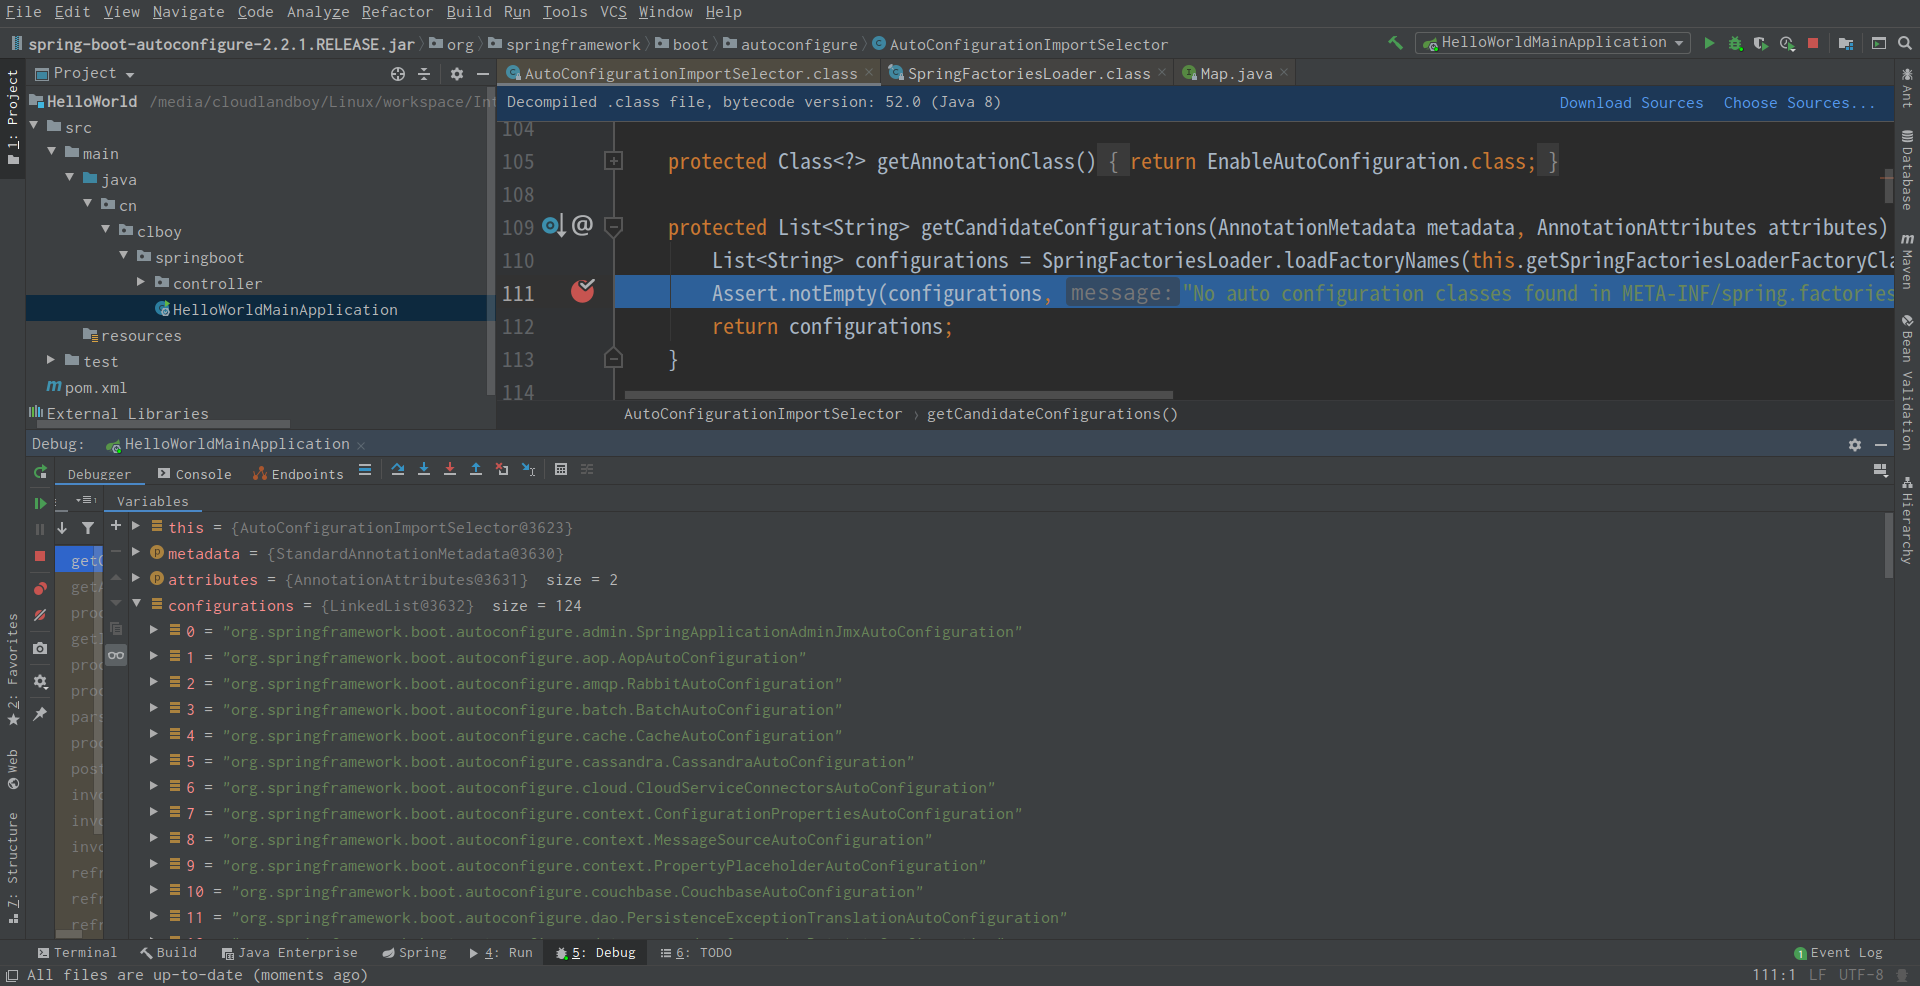 File Edit View Navigate Code Analyze Refactor Build Run Tools VCS Window Help
spring-boot-autoconfigure-2.2.1.RELEASE.jar org springframework boot autoconfigure AutoConfigurationImportSelector HelloWorldMainApplication
1: Project
Project
AutoConfigurationImportSelector.class SpringFactoriesLoader.class Map.java
HelloWorld /media/cloudlandboy/Linux/workspace/Int
src
main
java
cn
clboy
springboot
controller
HelloWorldMainApplication
resources
test
pom.xml
External Libraries
Decompiled .class file, bytecode version: 52.0 (Java 8) Download Sources Choose Sources...
104
105 protected Class<?> getAnnotationClass() { return EnableAutoConfiguration.class; }
108
109 @ protected List<String> getCandidateConfigurations(AnnotationMetadata metadata, AnnotationAttributes attributes)
110 List<String> configurations = SpringFactoriesLoader.loadFactoryNames(this.getSpringFactoriesLoaderFactoryCla
111 Assert.notEmpty(configurations, message: "No auto configuration classes found in META-INF/spring.factories
112 return configurations;
113 }
114
AutoConfigurationImportSelector › getCandidateConfigurations()
Ant
Database
Maven
Bean Validation
Hierarchy
Debug: HelloWorldMainApplication
Debugger Console Endpoints
Variables
getC
getA
proc
getI
proc
proc
pars
proc
post
invo
invo
invo
refr
refr
refr
this = {AutoConfigurationImportSelector@3623}
metadata = {StandardAnnotationMetadata@3630}
attributes = {AnnotationAttributes@3631} size = 2
configurations = {LinkedList@3632} size = 124
0 = "org.springframework.boot.autoconfigure.admin.SpringApplicationAdminJmxAutoConfiguration"
1 = "org.springframework.boot.autoconfigure.aop.AopAutoConfiguration"
2 = "org.springframework.boot.autoconfigure.amqp.RabbitAutoConfiguration"
3 = "org.springframework.boot.autoconfigure.batch.BatchAutoConfiguration"
4 = "org.springframework.boot.autoconfigure.cache.CacheAutoConfiguration"
5 = "org.springframework.boot.autoconfigure.cassandra.CassandraAutoConfiguration"
6 = "org.springframework.boot.autoconfigure.cloud.CloudServiceConnectorsAutoConfiguration"
7 = "org.springframework.boot.autoconfigure.context.ConfigurationPropertiesAutoConfiguration"
8 = "org.springframework.boot.autoconfigure.context.MessageSourceAutoConfiguration"
9 = "org.springframework.boot.autoconfigure.context.PropertyPlaceholderAutoConfiguration"
10 = "org.springframework.boot.autoconfigure.couchbase.CouchbaseAutoConfiguration"
11 = "org.springframework.boot.autoconfigure.dao.PersistenceExceptionTranslationAutoConfiguration"
2: Favorites
Web
7: Structure
Terminal Build Java Enterprise Spring 4: Run 5: Debug 6: TODO 1 Event Log
All files are up-to-date (moments ago) 111:1 LF UTF-8